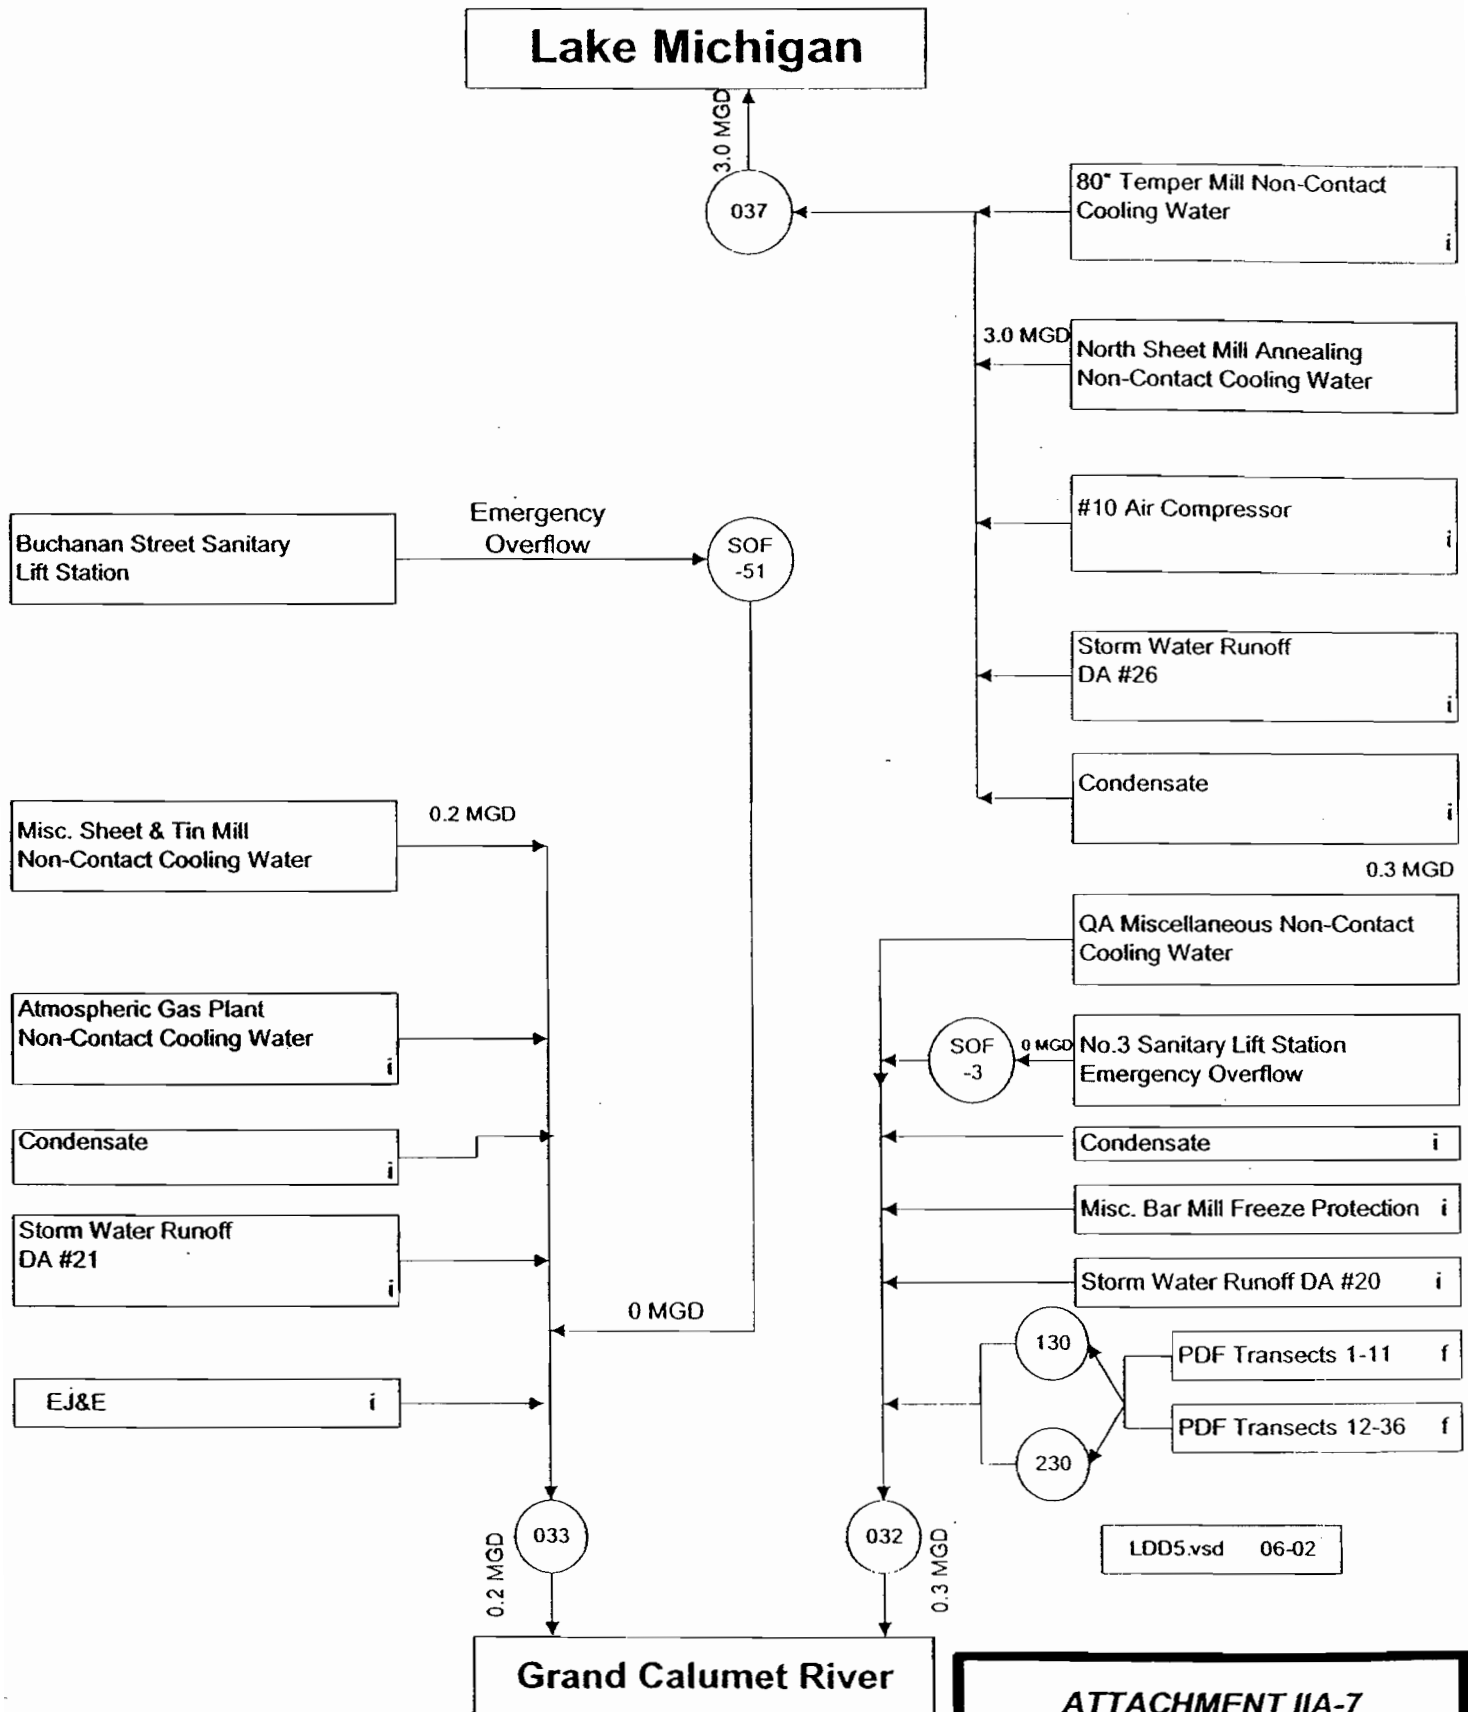 Lake Michigan
3.0 MGD
037
80" Temper Mill Non-Contact
Cooling Water
i
3.0 MGD
North Sheet Mill Annealing
Non-Contact Cooling Water
#10 Air Compressor
i
Emergency
Overflow
Buchanan Street Sanitary
Lift Station
SOF
-51
Storm Water Runoff
DA #26
i
Condensate
i
0.2 MGD
Misc. Sheet & Tin Mill
Non-Contact Cooling Water
0.3 MGD
QA Miscellaneous Non-Contact
Cooling Water
Atmospheric Gas Plant
Non-Contact Cooling Water
i
SOF
-3
0 MGD
No.3 Sanitary Lift Station
Emergency Overflow
Condensate
i
Condensate i
Misc. Bar Mill Freeze Protection i
Storm Water Runoff
DA #21
i
Storm Water Runoff DA #20 i
0 MGD
130
PDF Transects 1-11 f
EJ&E i
PDF Transects 12-36 f
230
033
0.2 MGD
032
0.3 MGD
LDD5.vsd 06-02
Grand Calumet River
ATTACHMENT IIA-7